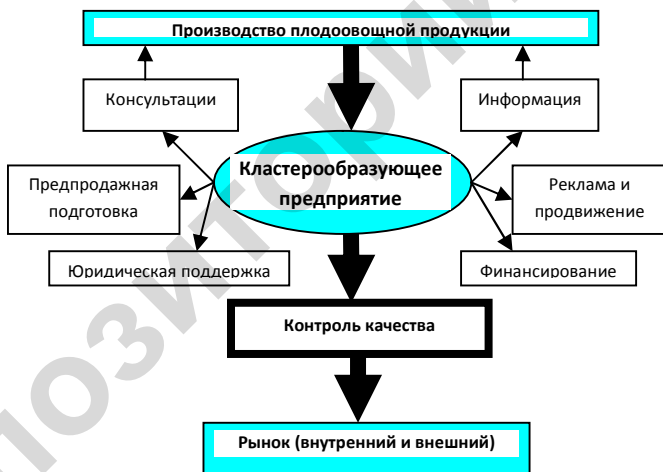 Производство плодоовощной продукции
Консультации
Информация
Кластерообразующее
предприятие
Предпродажная
подготовка
Реклама и
продвижение
Юридическая поддержка
Финансирование
Контроль качества
Рынок (внутренний и внешний)